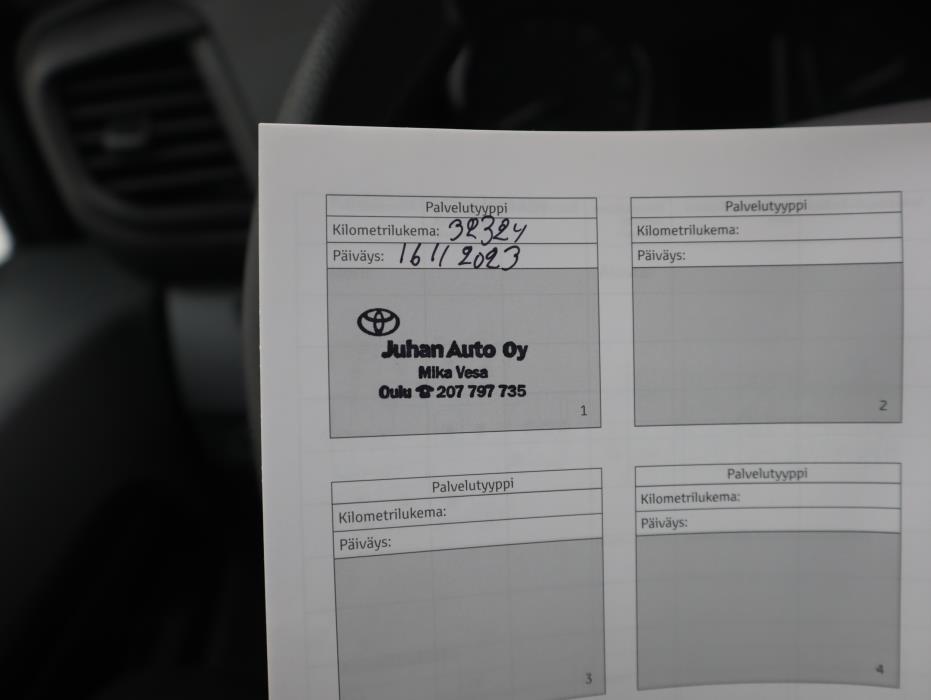 Palvelutyyppi
Kilometrilukema: 32324
Päiväys: 16 11 2023
Juhan Auto Oy
Mika Vesa
Oulu ☎ 207 797 735
1
Palvelutyyppi
Kilometrilukema:
Päiväys:
2
Palvelutyyppi
Kilometrilukema:
Päiväys:
3
Palvelutyyppi
Kilometrilukema:
Päiväys:
4